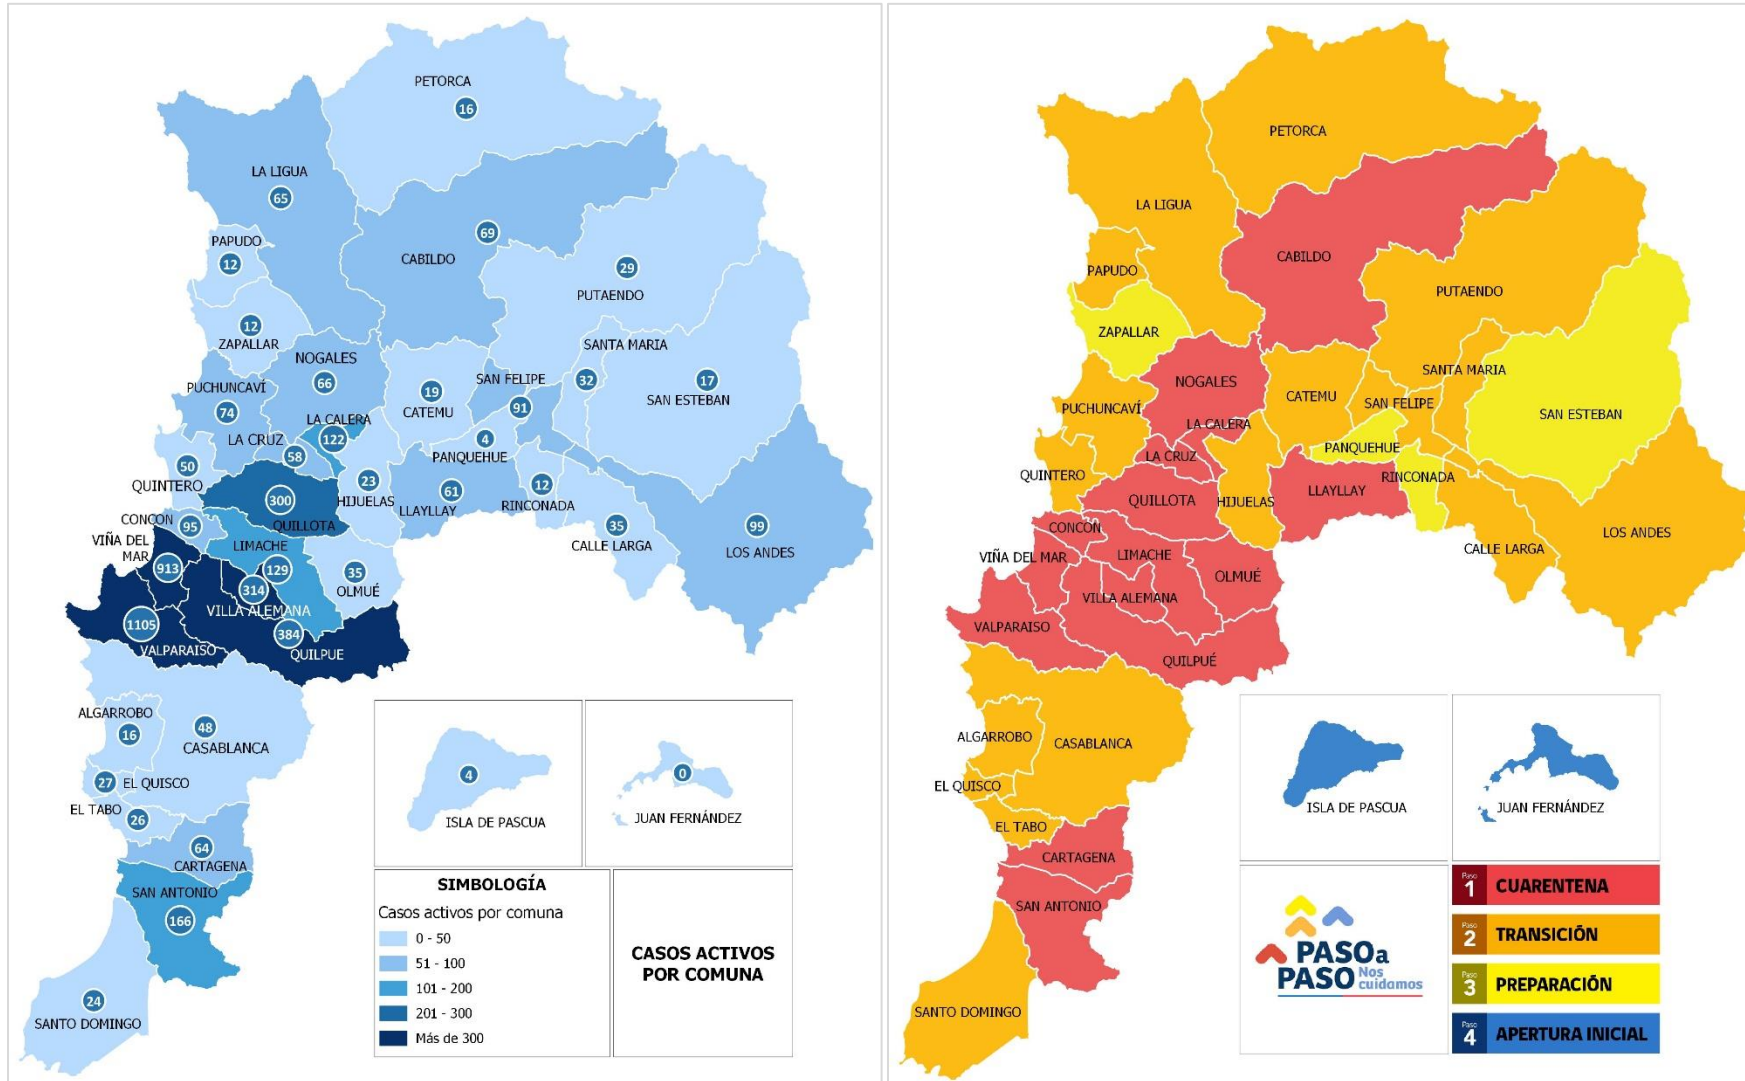 PETORCA
16
LA LIGUA
65
PAPUDO
12
69
CABILDO
29
PUTAENDO
12
ZAPALLAR
NOGALES
66
SANTA MARIA
32
17
SAN ESTEBAN
SAN FELIPE
91
19
CATEMU
PUCHUNCAVÍ
74
LA CALERA
122
LA CRUZ
58
4
PANQUEHUE
50
QUINTERO
23
HIJUELAS
61
LLAYLLAY
12
RINCONADA
300
QUILLOTA
CONCON
95
35
CALLE LARGA
99
LOS ANDES
VIÑA DEL
MAR
913
LIMACHE
129
35
OLMUÉ
314
VILLA ALEMANA
1105
VALPARAISO
384
QUILPUE
ALGARROBO
16
48
CASABLANCA
27
EL QUISCO
EL TABO
26
64
CARTAGENA
SAN ANTONIO
166
24
SANTO DOMINGO
4
ISLA DE PASCUA
0
JUAN FERNÁNDEZ
SIMBOLOGÍA
Casos activos por comuna
0 - 50
51 - 100
101 - 200
201 - 300
Más de 300
CASOS ACTIVOS
POR COMUNA
PETORCA
LA LIGUA
CABILDO
PAPUDO
PUTAENDO
ZAPALLAR
NOGALES
SANTA MARIA
SAN ESTEBAN
PUCHUNCAVÍ
CATEMU
SAN FELIPE
LA CALERA
PANQUEHUE
LA CRUZ
QUINTERO
RINCONADA
LLAYLLAY
QUILLOTA
HIJUELAS
CONCÓN
LOS ANDES
VIÑA DEL MAR
LIMACHE
CALLE LARGA
OLMUÉ
VILLA ALEMANA
VALPARAISO
QUILPUÉ
ALGARROBO
CASABLANCA
EL QUISCO
EL TABO
CARTAGENA
SAN ANTONIO
SANTO DOMINGO
ISLA DE PASCUA
JUAN FERNÁNDEZ
PASO a
PASO Nos
cuidamos
Paso
1 CUARENTENA
Paso
2 TRANSICIÓN
Paso
3 PREPARACIÓN
Paso
4 APERTURA INICIAL